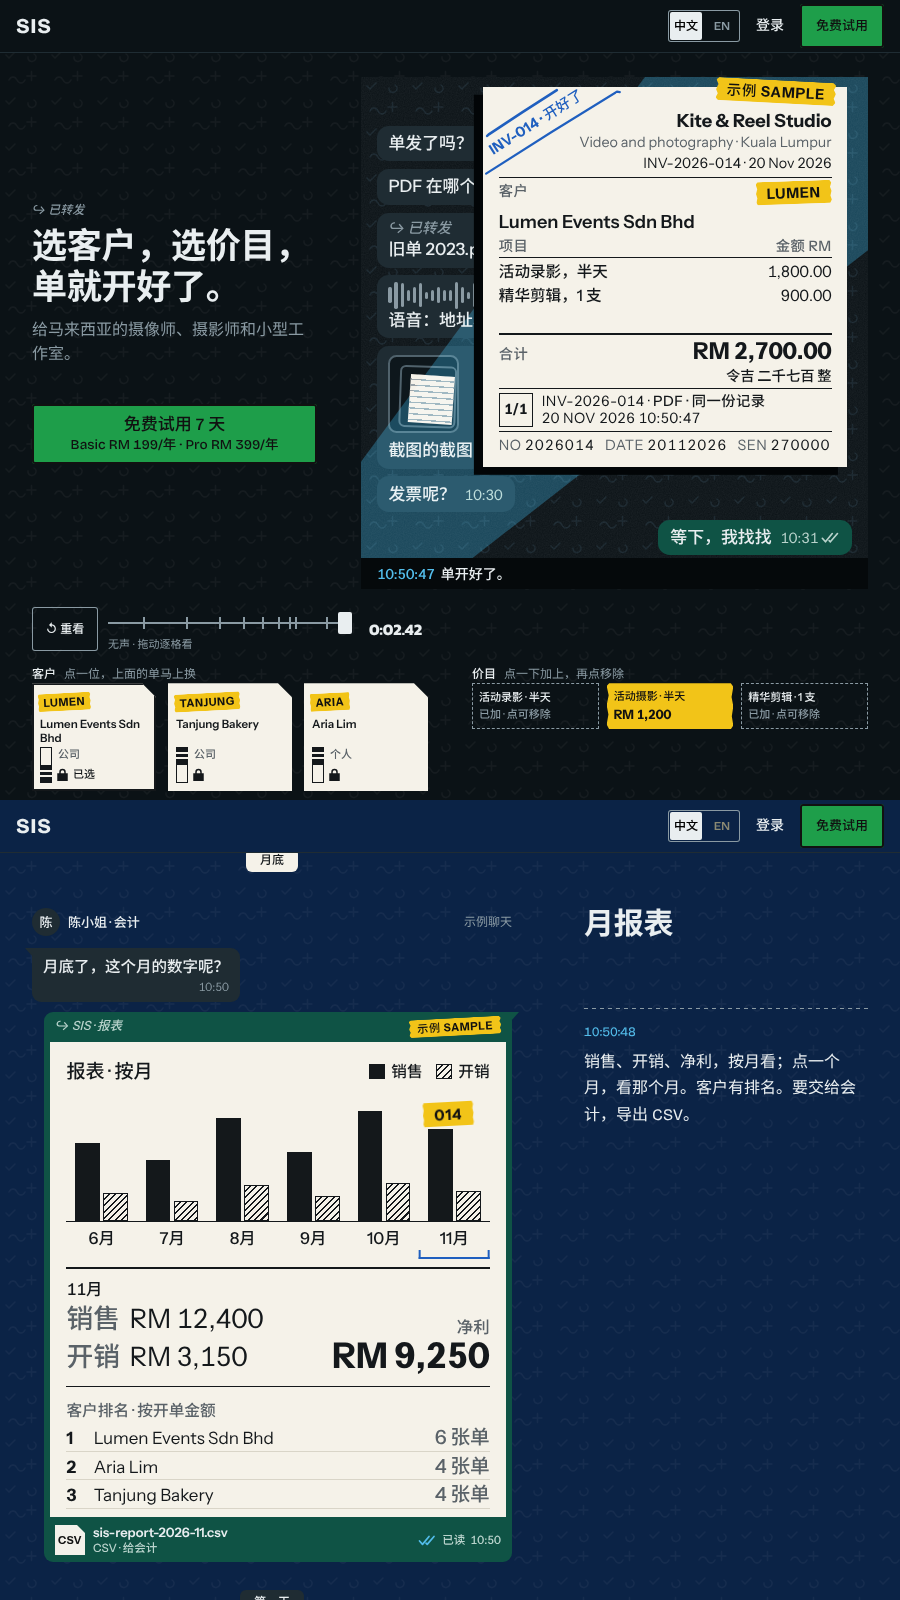 SIS
中文 EN 登录 免费试用
单发了吗？
PDF 在哪个
↪ 已转发
旧单 2023.p
语音：地址
截图的截图
发票呢？ 10:30
等下，我找找 10:31
10:50:47 单开好了。
INV-014 · 开好了
示例 SAMPLE
Kite & Reel Studio
Video and photography · Kuala Lumpur
INV-2026-014 · 20 Nov 2026
客户 LUMEN
Lumen Events Sdn Bhd
项目 金额 RM
活动录影，半天 1,800.00
精华剪辑，1 支 900.00
合计 RM 2,700.00
令吉 二千七百 整
1/1 INV-2026-014 · PDF · 同一份记录
20 NOV 2026 10:50:47
NO 2026014 DATE 20112026 SEN 270000
↪ 已转发
选客户，选价目，
单就开好了。
给马来西亚的摄像师、摄影师和小型工
作室。
免费试用 7 天
Basic RM 199/年 · Pro RM 399/年
重看
无声 · 拖动逐格看
0:02.42
客户 点一位，上面的单马上换
LUMEN
Lumen Events Sdn
Bhd
公司
已选
TANJUNG
Tanjung Bakery
公司
ARIA
Aria Lim
个人
价目 点一下加上，再点移除
活动录影 · 半天
已加 · 点可移除
活动摄影 · 半天
RM 1,200
精华剪辑 · 1 支
已加 · 点可移除
SIS
中文 EN 登录 免费试用
月底
陈 陈小姐 · 会计 示例聊天
月底了，这个月的数字呢？
10:50
↪ SIS · 报表 示例 SAMPLE
报表 · 按月 销售 开销
014
6月 7月 8月 9月 10月 11月
11月
销售 RM 12,400
开销 RM 3,150
净利
RM 9,250
客户排名 · 按开单金额
1 Lumen Events Sdn Bhd 6 张单
2 Aria Lim 4 张单
3 Tanjung Bakery 4 张单
CSV sis-report-2026-11.csv
CSV · 给会计
已读 10:50
月报表
10:50:48
销售、开销、净利，按月看；点一个
月，看那个月。客户有排名。要交给会
计，导出 CSV。